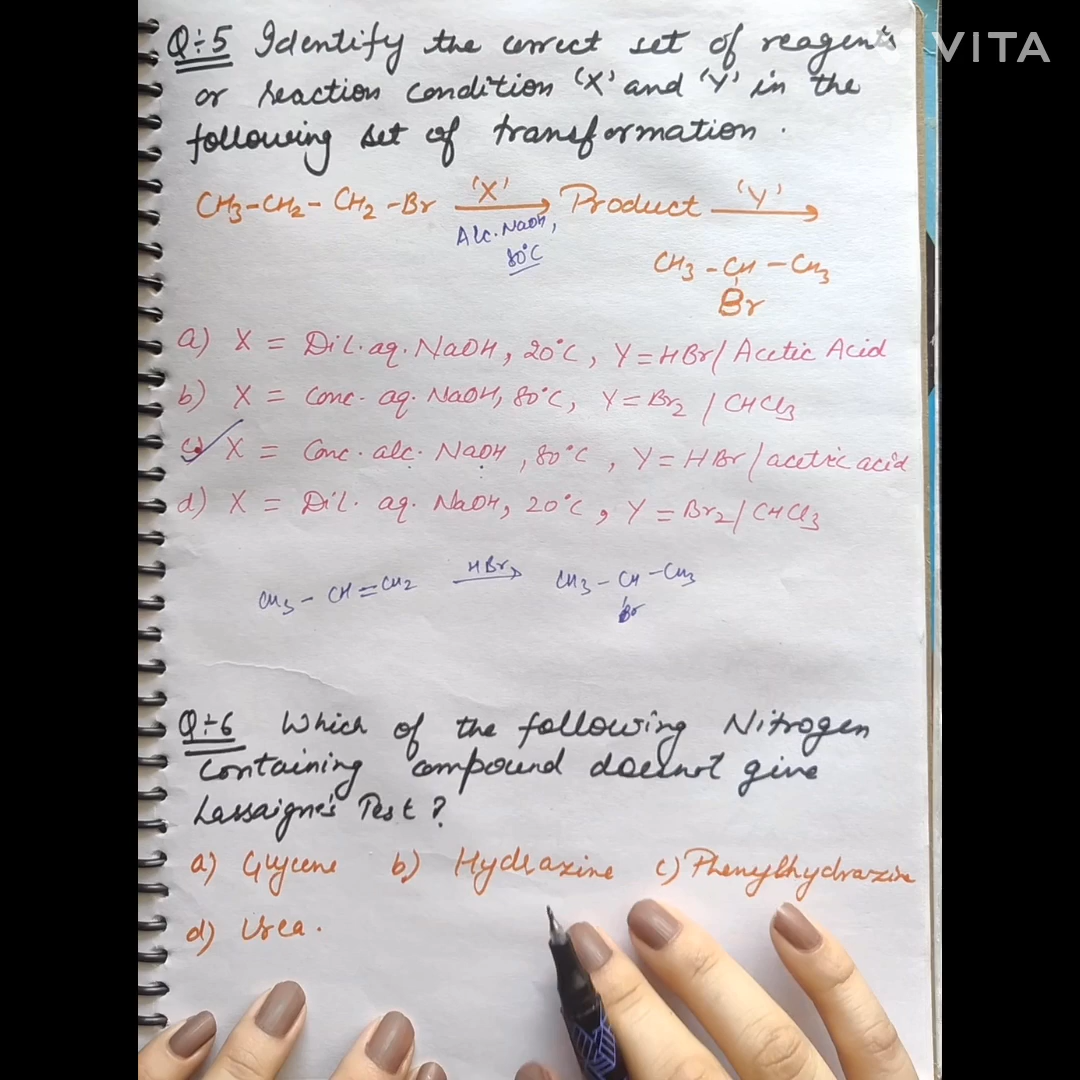 VITA
Q÷5 Identify the correct set of reagents
or reaction condition 'X' and 'Y' in the
following set of transformation.
CH3-CH2-CH2-Br 'X' Product 'Y'
Alc. NaOH,
80°C
CH3-CH-CH3
Br
a) X = Dil. aq. NaOH, 20°C, Y = HBr/Acetic Acid
b) X = Conc. aq. NaOH, 80°C, Y = Br2 / CHCl3
c) X = Conc. alc. NaOH, 80°C, Y = HBr/acetic acid
d) X = Dil. aq. NaOH, 20°C, Y = Br2/CHCl3
CH3-CH=CH2 HBr CH3-CH-CH3
Br
Q÷6 Which of the following Nitrogen
containing compound doesnot give
Lassaigne's Test?
a) Glycene b) Hydrazine c) Phenylhydrazine
d) Urea.